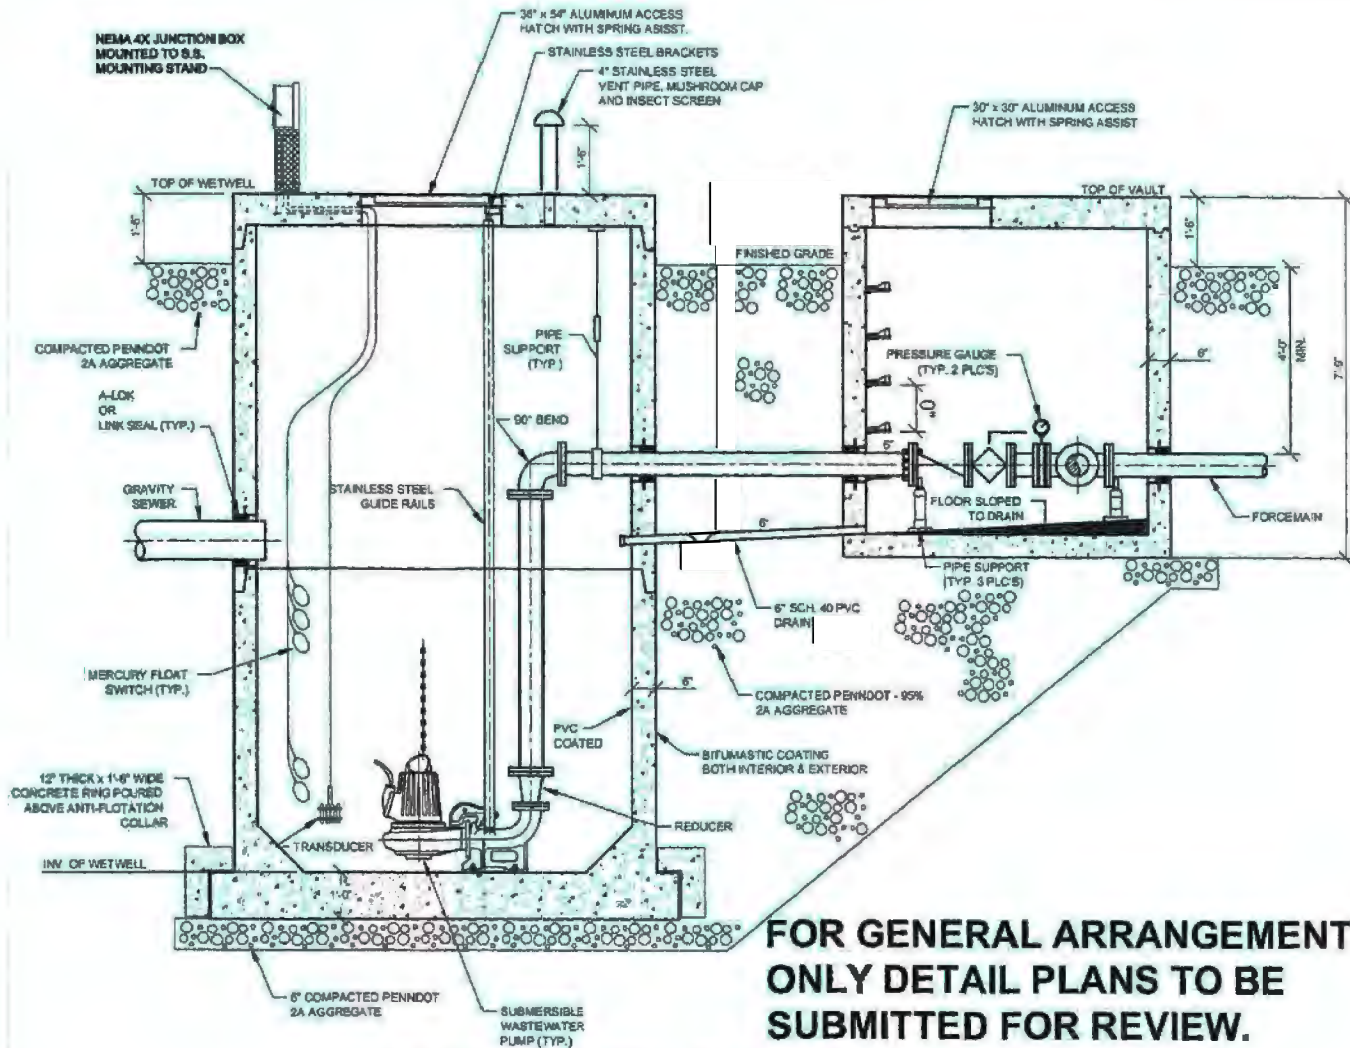 NEMA 4X JUNCTION BOX
MOUNTED TO S.S.
MOUNTING STAND
36" x 54" ALUMINUM ACCESS
HATCH WITH SPRING ASISST.
STAINLESS STEEL BRACKETS
4" STAINLESS STEEL
VENT PIPE, MUSHROOM CAP
AND INSECT SCREEN
30" x 30" ALUMINUM ACCESS
HATCH WITH SPRING ASSIST
1'-6"
TOP OF WETWELL
TOP OF VAULT
1'-6"
1'-6"
FINISHED GRADE
COMPACTED PENNDOT
2A AGGREGATE
PIPE
SUPPORT
(TYP.)
PRESSURE GAUGE
(TYP. 2 PLC'S)
6"
4'-0"
MIN.
A-LOK
OR
LINK SEAL (TYP.)
90° BEND
6"
GRAVITY
SEWER
STAINLESS STEEL
GUIDE RAILS
FLOOR SLOPED
TO DRAIN
6"
FORCEMAIN
PIPE SUPPORT
(TYP. 3 PLC'S)
6" SCH. 40 PVC
DRAIN
MERCURY FLOAT
SWITCH (TYP.)
6"
COMPACTED PENNDOT - 95%
2A AGGREGATE
PVC
COATED
BITUMASTIC COATING
BOTH INTERIOR & EXTERIOR
12" THICK x 1'-6" WIDE
CONCRETE RING POURED
ABOVE ANTI-FLOTATION
COLLAR
REDUCER
TRANSDUCER
INV. OF WETWELL
1'-0"
6" COMPACTED PENNDOT
2A AGGREGATE
SUBMERSIBLE
WASTEWATER
PUMP (TYP.)
FOR GENERAL ARRANGEMENT
ONLY DETAIL PLANS TO BE
SUBMITTED FOR REVIEW.